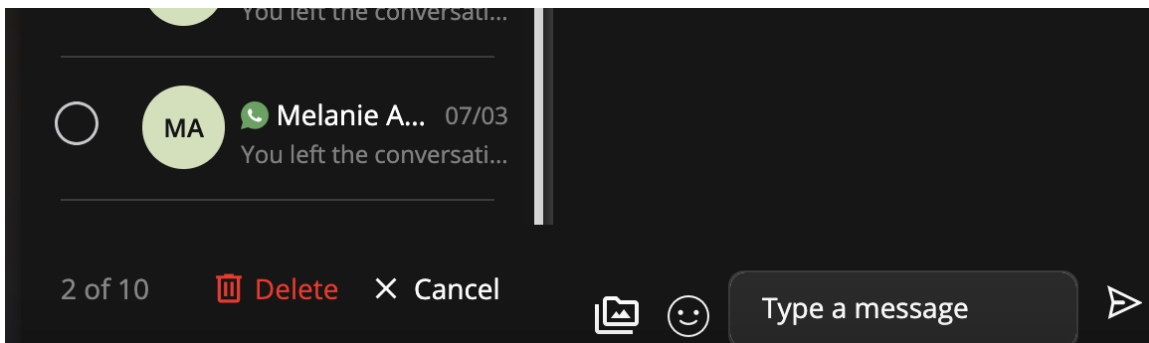 You left the conversati...
MA
Melanie A... 07/03
You left the conversati...
2 of 10 Delete Cancel
Type a message